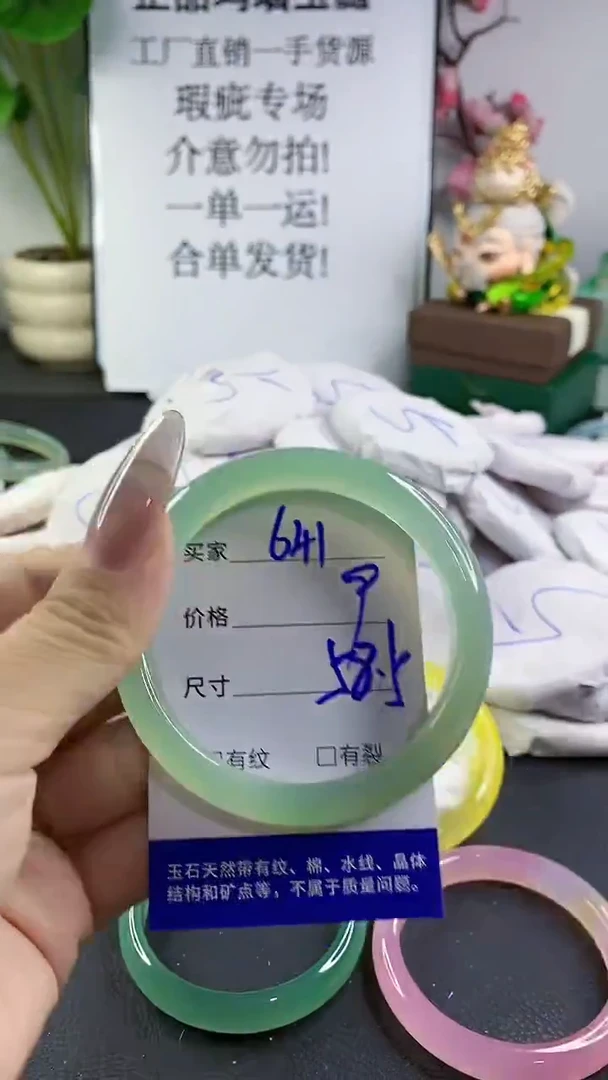 工厂直销一手货源
瑕疵专场
介意勿拍!
一单一运!
合单发货!
买家 641
价格
尺寸 58.5
□有纹 □有裂
玉石天然带有纹、棉、水线、晶体
结构和矿点等，不属于质量问题。